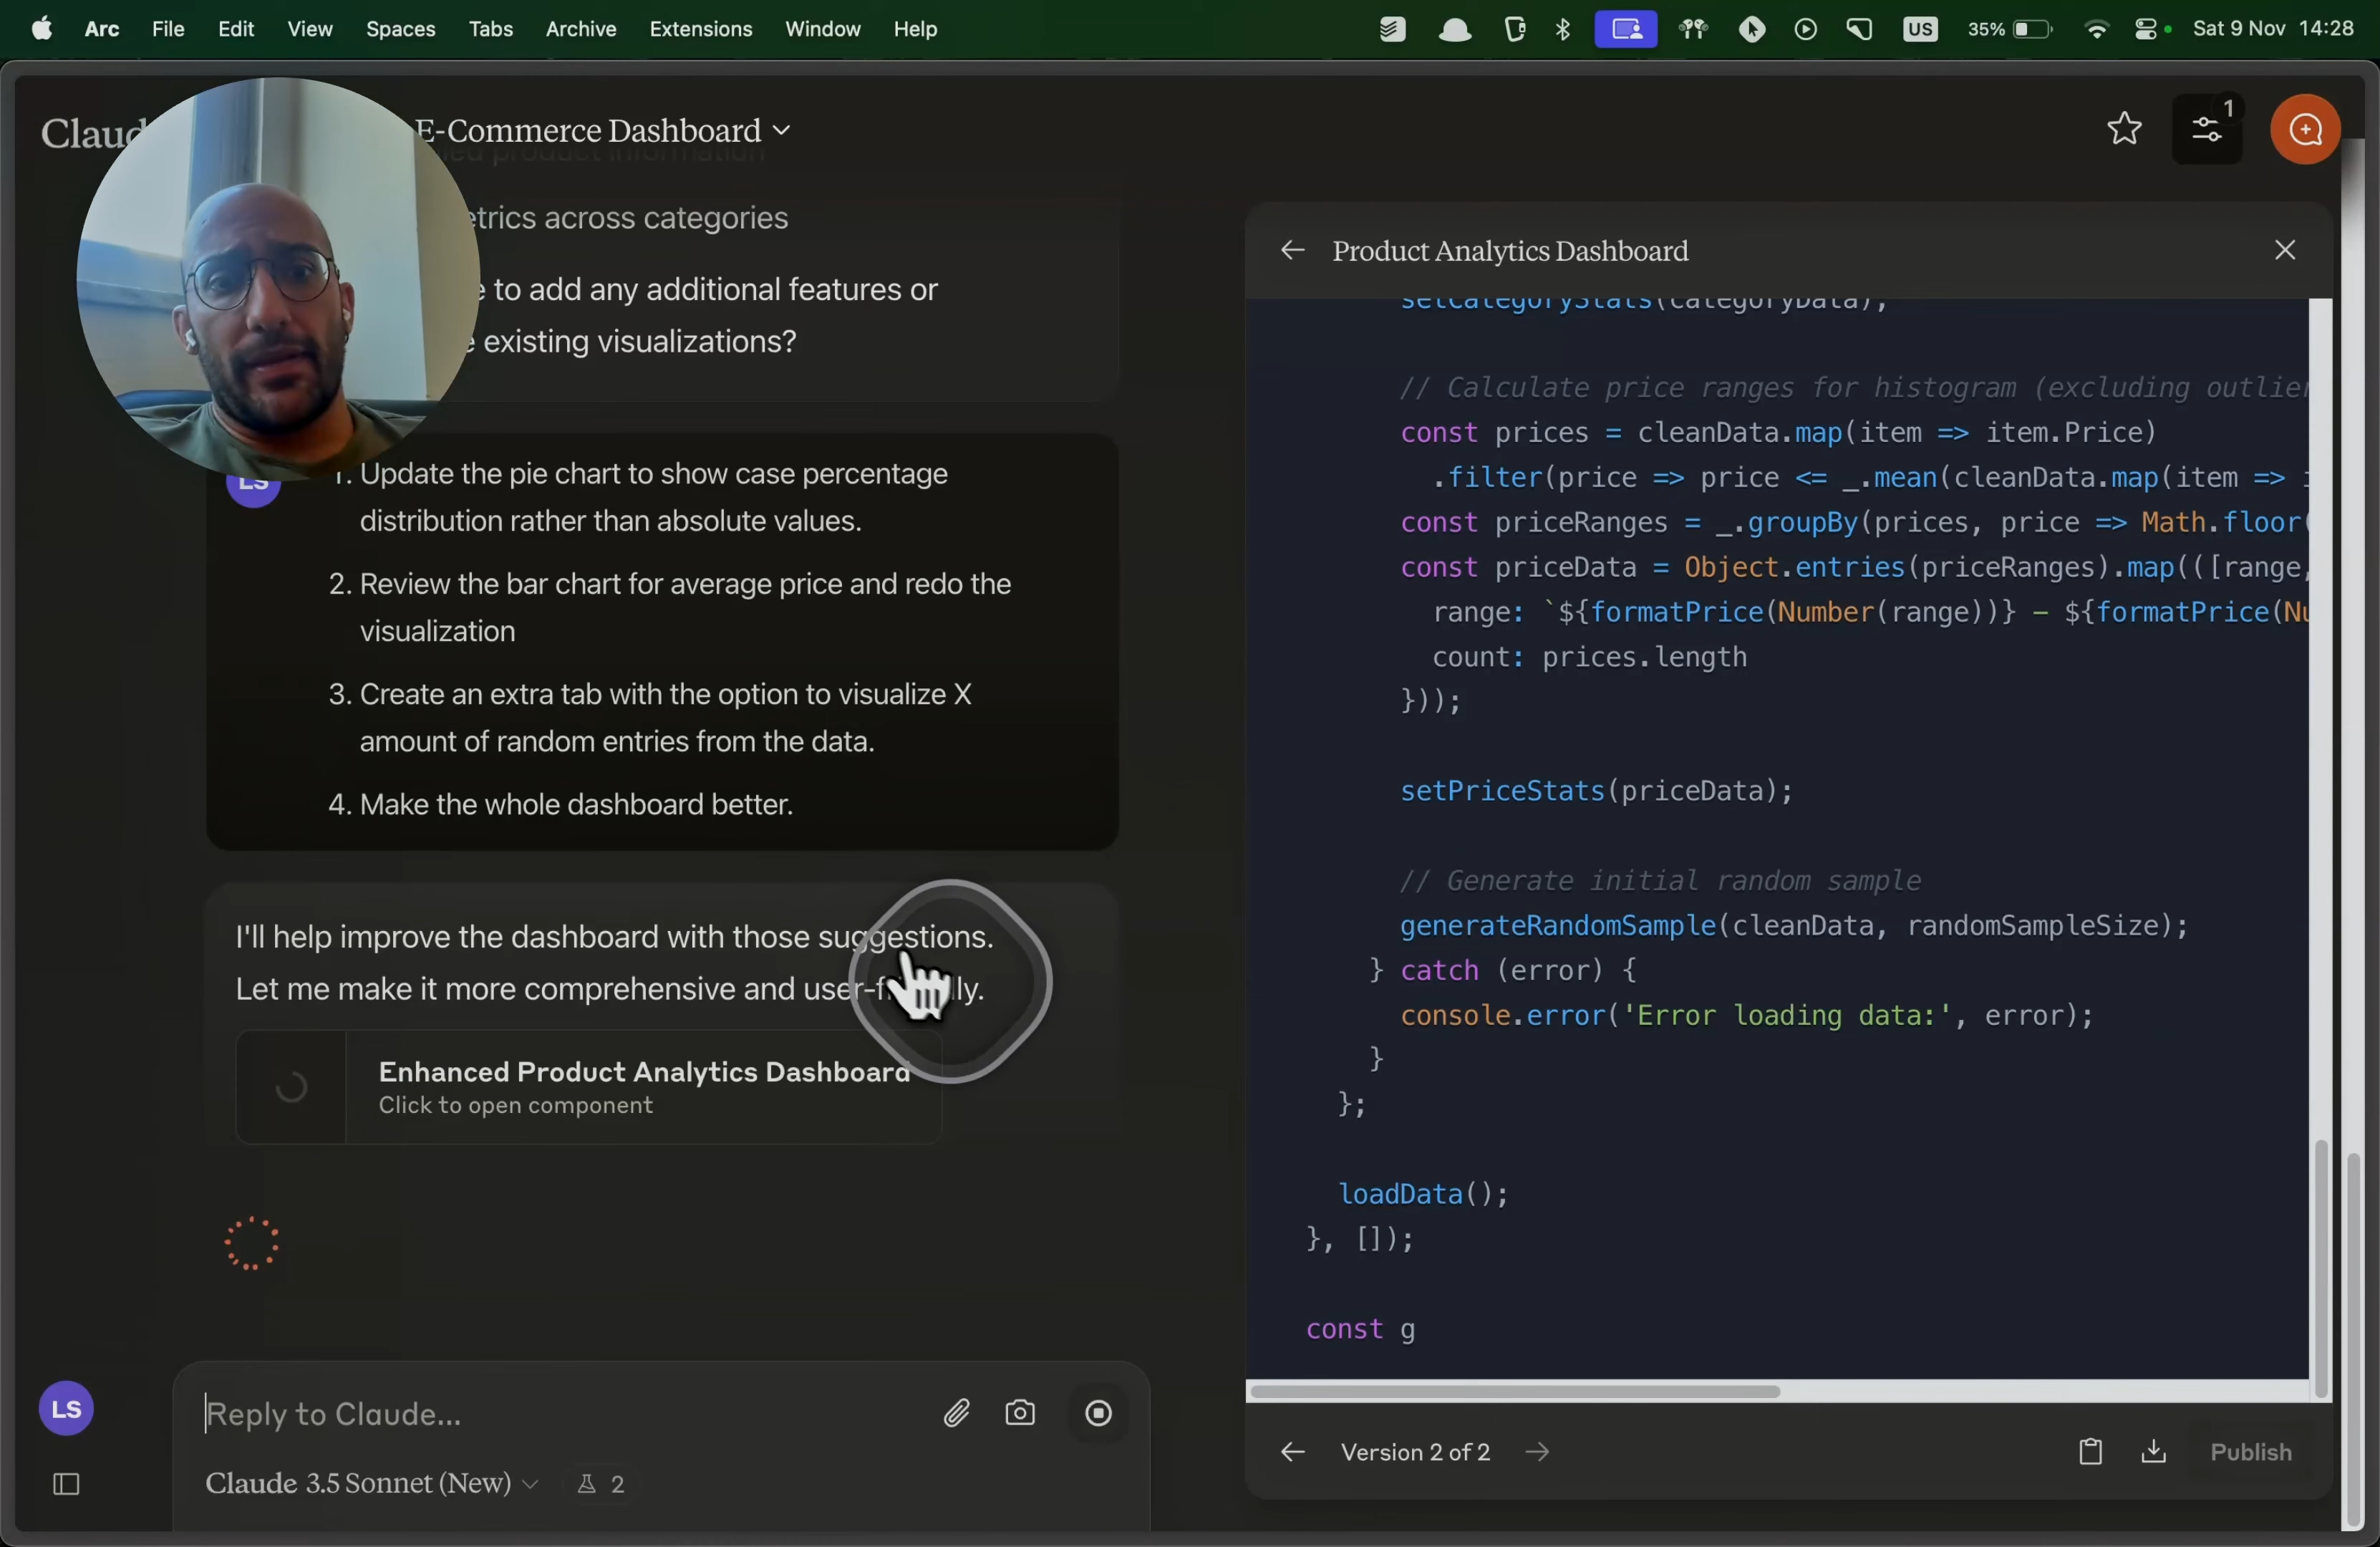 Arc File Edit View Spaces Tabs Archive Extensions Window Help
US 35% Sat 9 Nov 14:28
E-Commerce Dashboard
1
product information
across categories
to add any additional features or
existing visualizations?
LS
1. Update the pie chart to show case percentage
distribution rather than absolute values.
2. Review the bar chart for average price and redo the
visualization
3. Create an extra tab with the option to visualize X
amount of random entries from the data.
4. Make the whole dashboard better.
I'll help improve the dashboard with those suggestions.
Let me make it more comprehensive and
Enhanced Product Analytics Dashboard
Click to open component
LS
Reply to Claude...
Claude 3.5 Sonnet (New) 2
Product Analytics Dashboard
setCategoryStats(categoryData);
// Calculate price ranges for histogram (excluding
const prices = cleanData.map(item => item.Price)
.filter(price => price <= _.mean(cleanData.map(item =>
const priceRanges = _.groupBy(prices, price => Math.floor(
const priceData = Object.entries(priceRanges).map(([range,
range: `${formatPrice(Number(range))} - ${formatPrice(
count: prices.length
}));
setPriceStats(priceData);
// Generate initial random sample
generateRandomSample(cleanData, randomSampleSize);
} catch (error) {
console.error('Error loading data:', error);
}
};
loadData();
}, []);
const g
Version 2 of 2
Publish